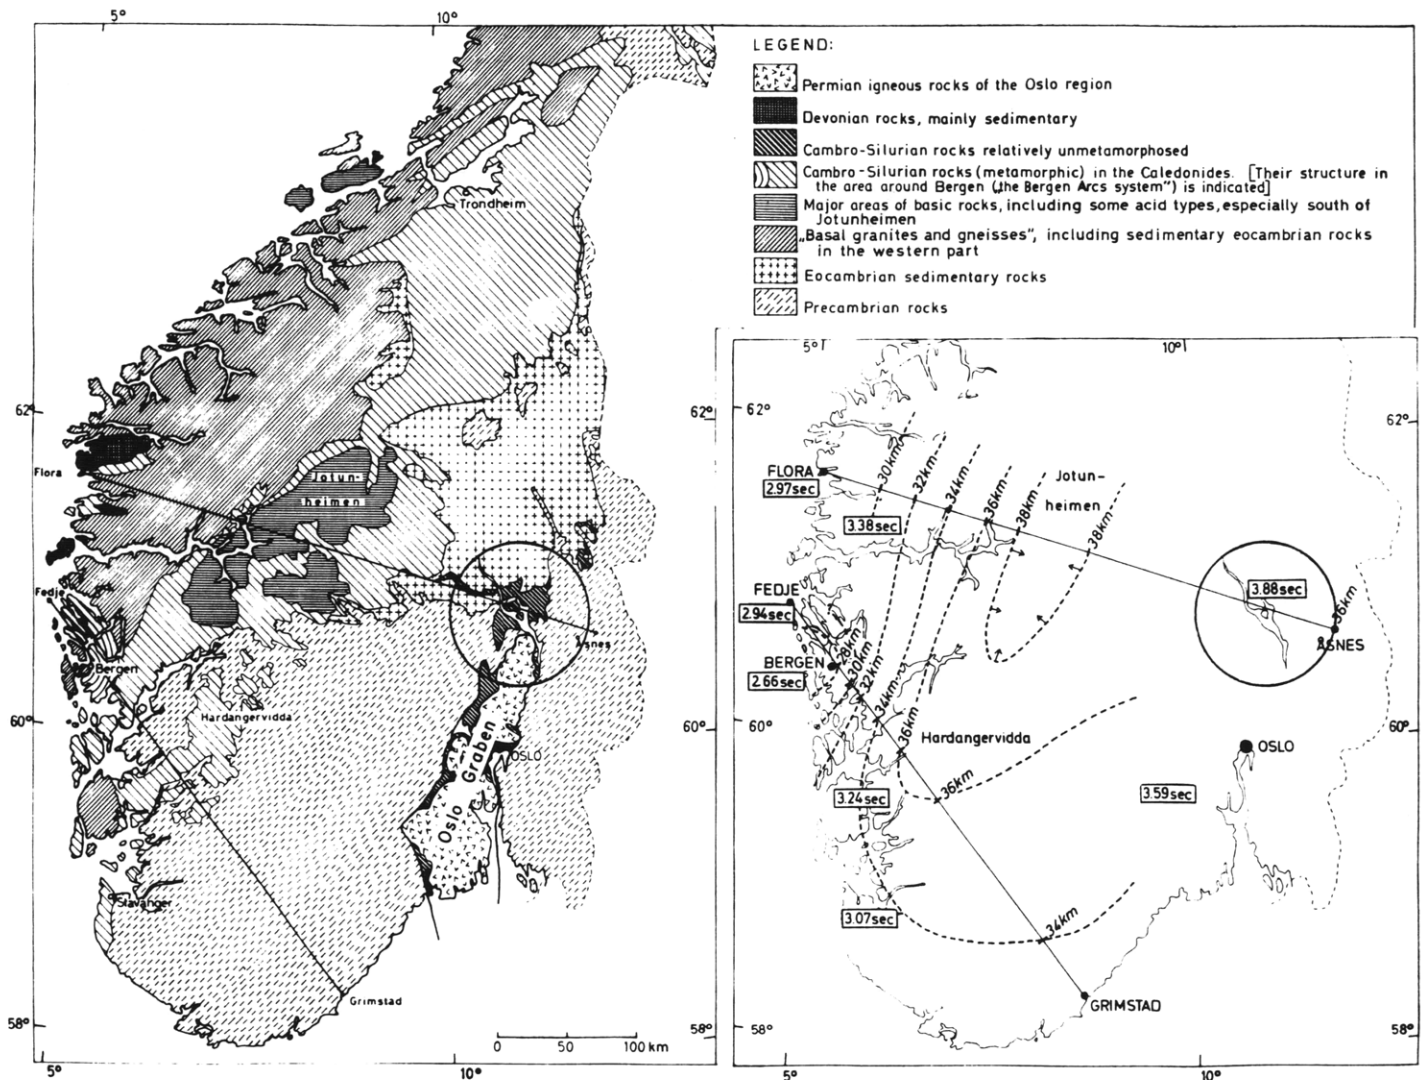 5°
10°
Trondheim
62°
62°
Flora
Jotun-
heimen
Fedje
Bergen
Åsnes
Hardangervidda
60°
60°
OSLO
Oslo Graben
Stavanger
Grimstad
58°
58°
0 50 100 km
5°
10°
LEGEND:
Permian igneous rocks of the Oslo region
Devonian rocks, mainly sedimentary
Cambro-Silurian rocks relatively unmetamorphosed
Cambro-Silurian rocks (metamorphic) in the Caledonides. [Their structure in
the area around Bergen („the Bergen Arcs system") is indicated]
Major areas of basic rocks, including some acid types, especially south of
Jotunheimen
„Basal granites and gneisses", including sedimentary eocambrian rocks
in the western part
Eocambrian sedimentary rocks
Precambrian rocks
5°
10°
62°
62°
FLORA
2.97sec
30km
32km
34km
36km
38km
Jotun-
heimen
38km
3.38sec
FEDJE
2.94sec
3.88sec
36km
ÅSNES
BERGEN
2.66sec
28km
30km
32km
34km
36km
60°
60°
Hardangervidda
OSLO
36km
3.24sec
3.59sec
3.07sec
34km
GRIMSTAD
58°
58°
5°
10°